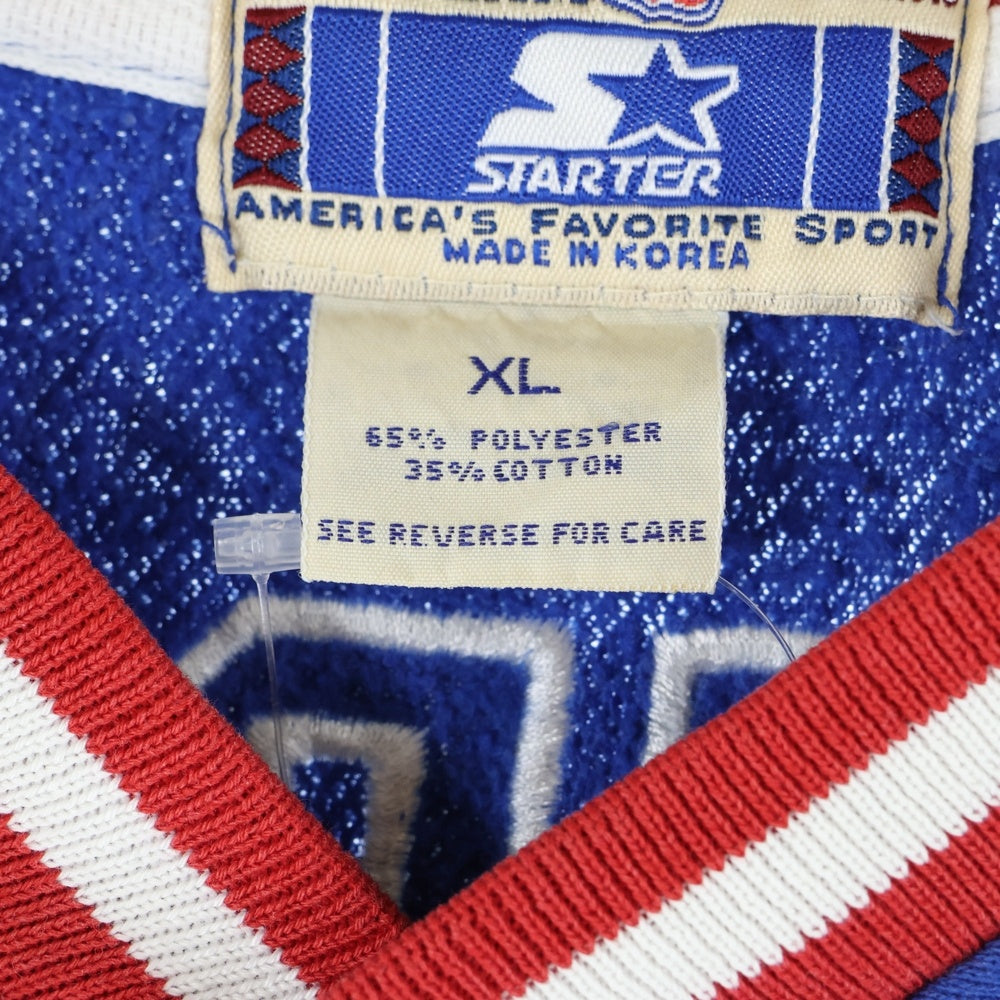 STARTER
AMERICA'S FAVORITE SPORT
MADE IN KOREA
XL
65% POLYESTER
35% COTTON
SEE REVERSE FOR CARE